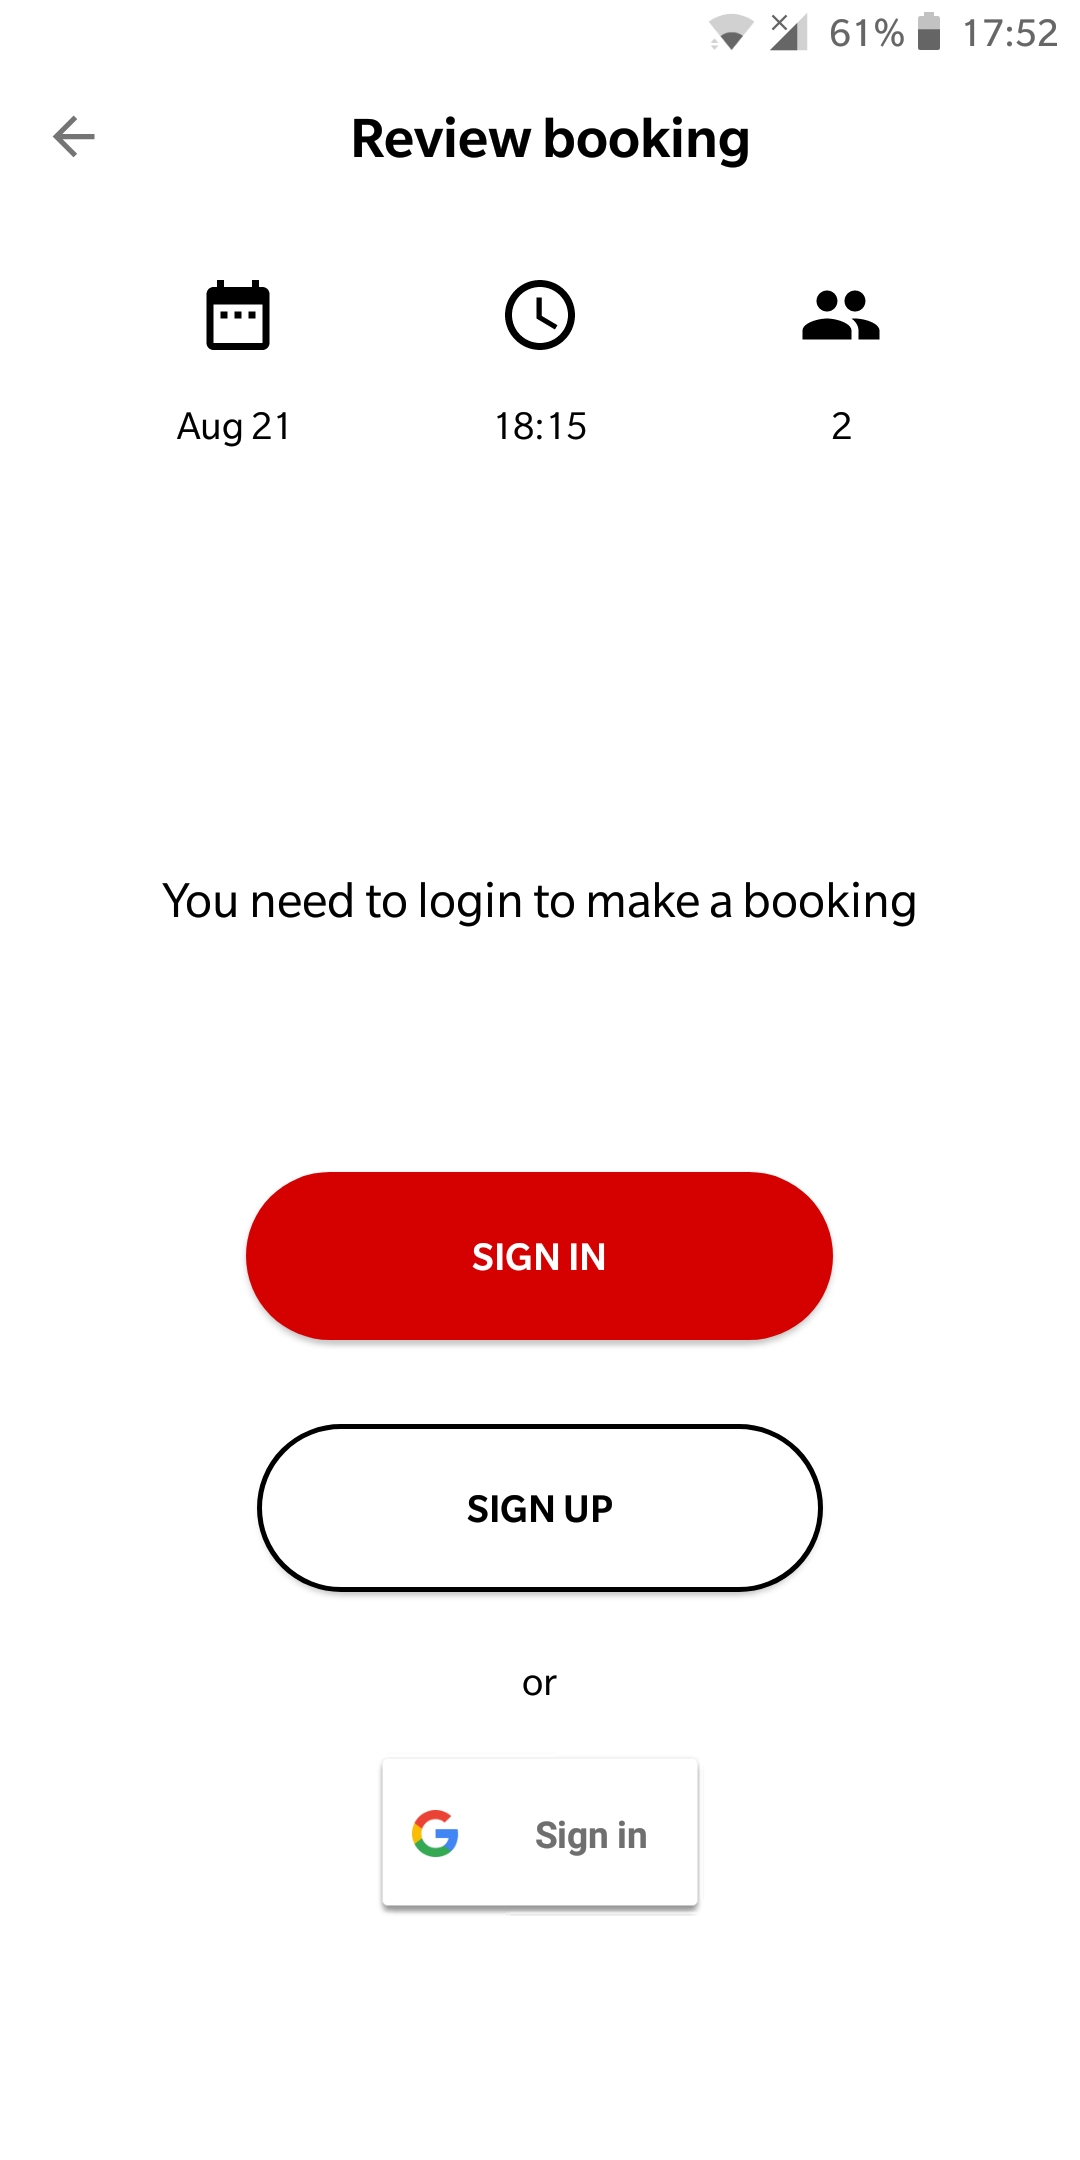 61% 17:52
Review booking
Aug 21 18:15 2
You need to login to make a booking
SIGN IN
SIGN UP
or
Sign in